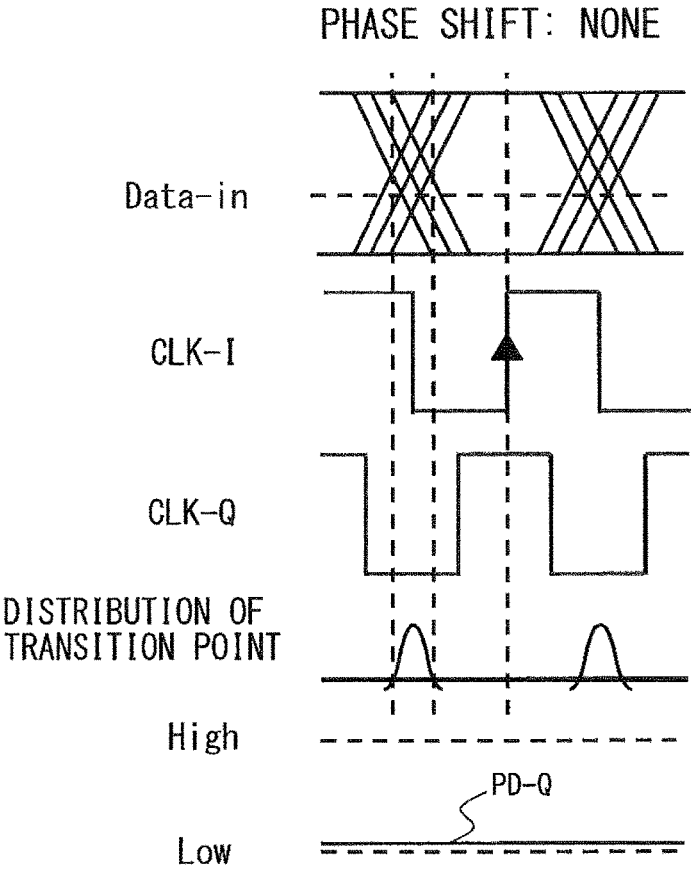 PHASE SHIFT: NONE
Data-in
CLK-I
CLK-Q
DISTRIBUTION OF
TRANSITION POINT
High
PD-Q
Low